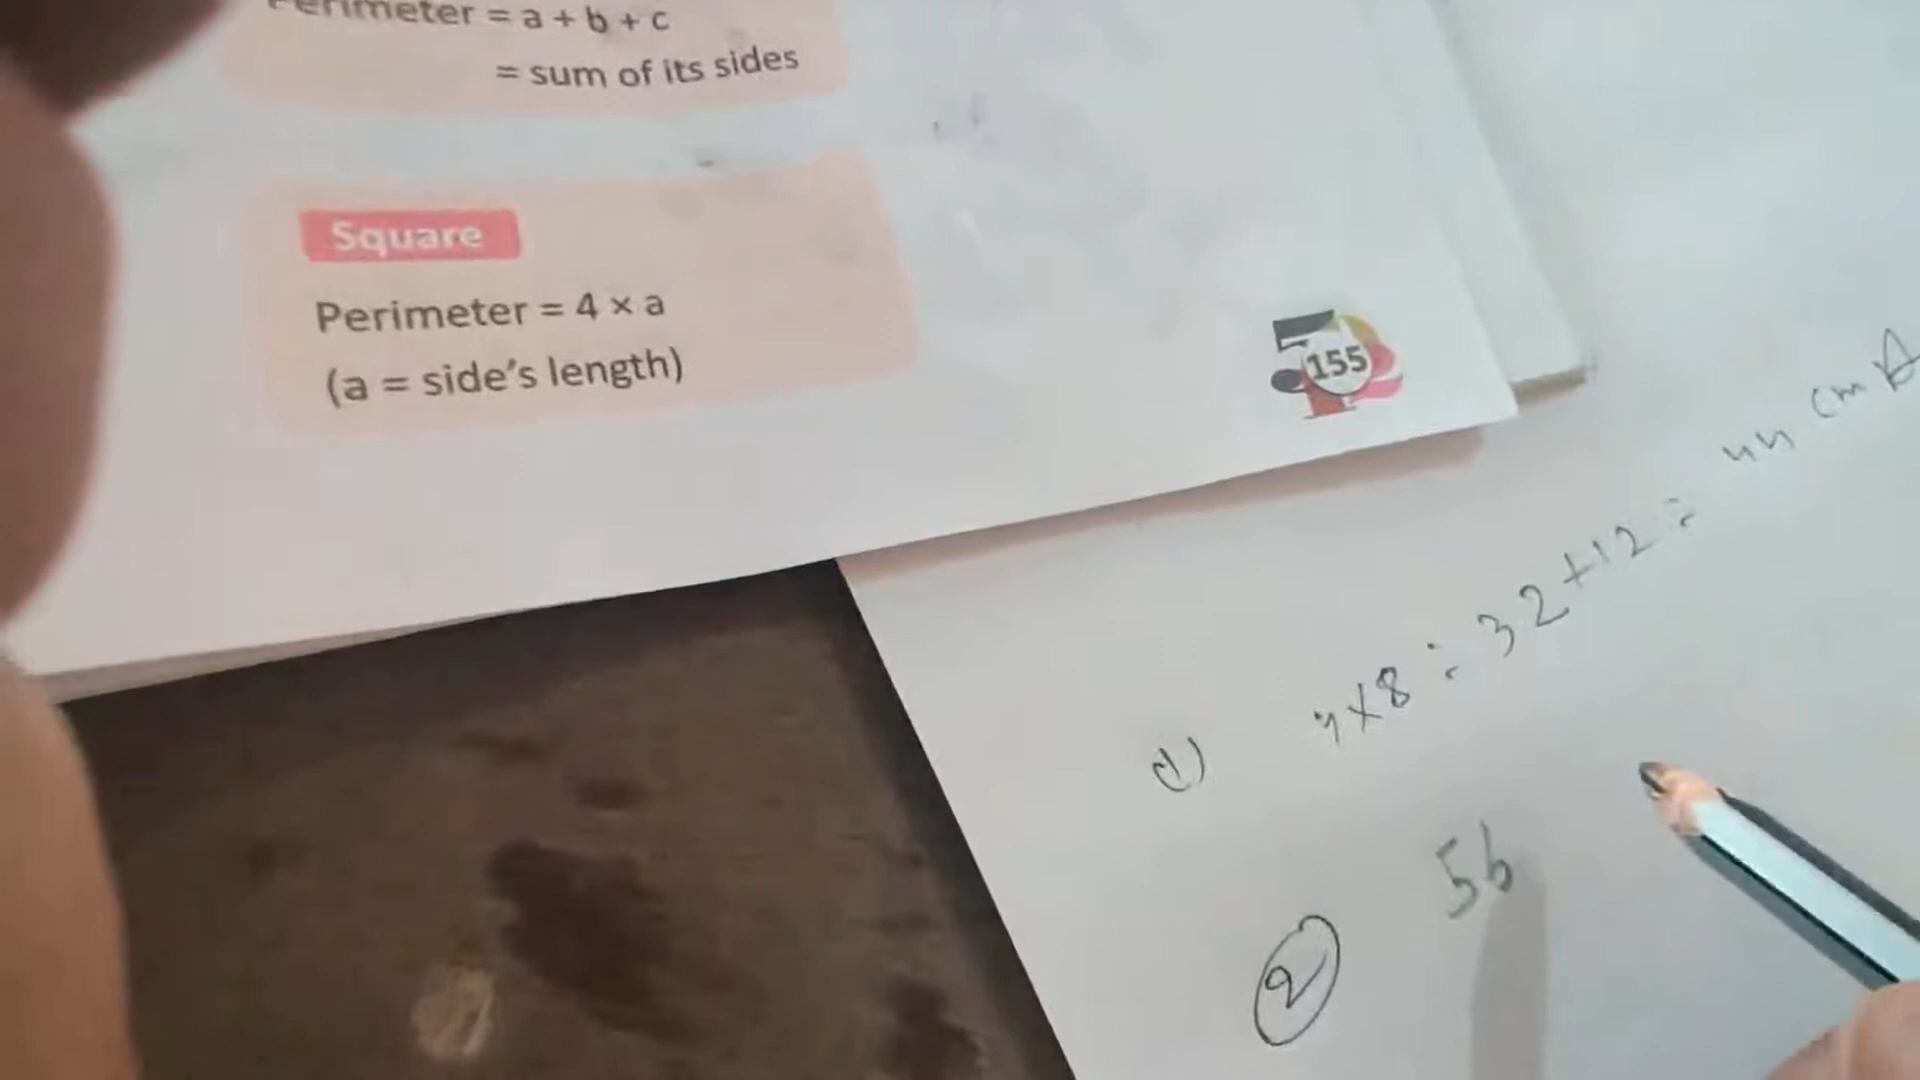 Perimeter = a + b + c
= sum of its sides
Square
Perimeter = 4 × a
(a = side's length)
155
d) 4×8 = 32+12 = 44 cm
2 56